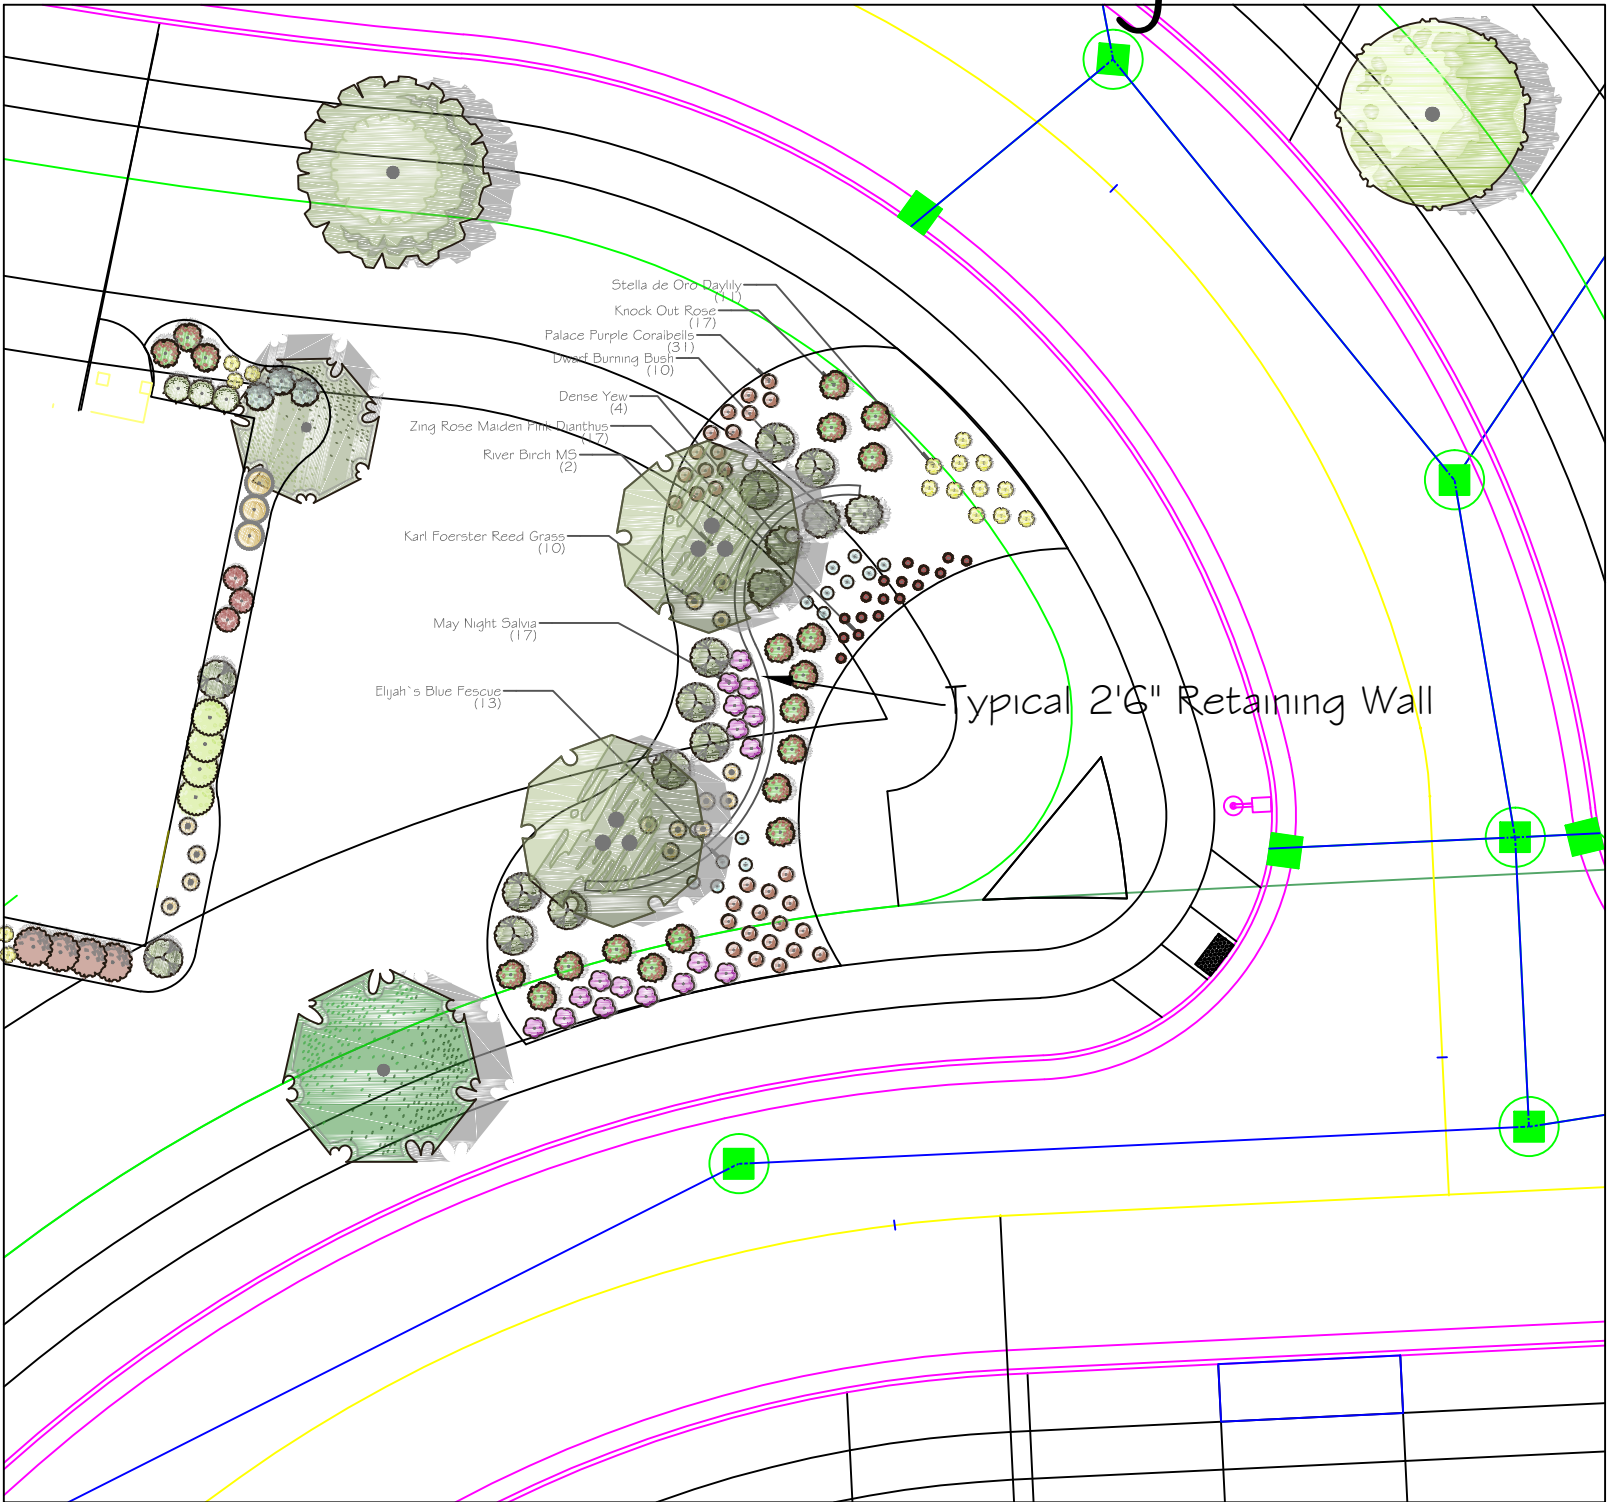 Stella de Oro Daylily
(11)
Knock Out Rose
(17)
Palace Purple Coralbells
(31)
Dwarf Burning Bush
(10)
Dense Yew
(4)
Zing Rose Maiden Pink Dianthus
(17)
River Birch MS
(2)
Karl Foerster Reed Grass
(10)
May Night Salvia
(17)
Typical 2'6" Retaining Wall
Elijah`s Blue Fescue
(13)